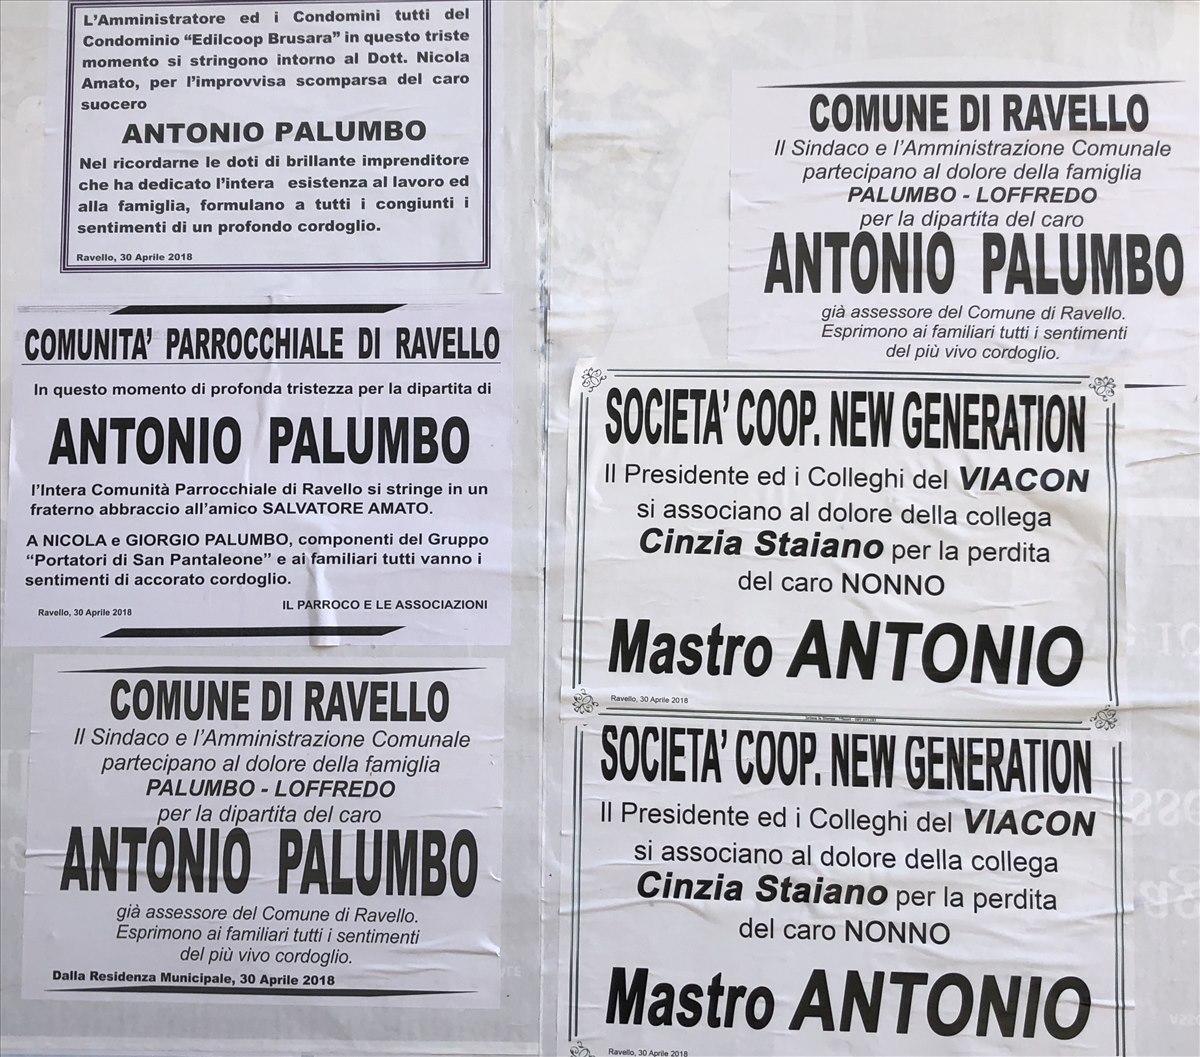 L'Amministratore ed i Condomini tutti del
Condominio “Edilcoop Brusara” in questo triste
momento si stringono intorno al Dott. Nicola
Amato, per l'improvvisa scomparsa del caro
suocero
ANTONIO PALUMBO
Nel ricordarne le doti di brillante imprenditore
che ha dedicato l'intera esistenza al lavoro ed
alla famiglia, formulano a tutti i congiunti i
sentimenti di un profondo cordoglio.
Ravello, 30 Aprile 2018
COMUNITA' PARROCCHIALE DI RAVELLO
In questo momento di profonda tristezza per la dipartita di
ANTONIO PALUMBO
l'Intera Comunità Parrocchiale di Ravello si stringe in un
fraterno abbraccio all'amico SALVATORE AMATO.
A NICOLA e GIORGIO PALUMBO, componenti del Gruppo
“Portatori di San Pantaleone” e ai familiari tutti vanno i
sentimenti di accorato cordoglio.
Ravello, 30 Aprile 2018
IL PARROCO E LE ASSOCIAZIONI
COMUNE DI RAVELLO
Il Sindaco e l'Amministrazione Comunale
partecipano al dolore della famiglia
PALUMBO - LOFFREDO
per la dipartita del caro
ANTONIO PALUMBO
già assessore del Comune di Ravello.
Esprimono ai familiari tutti i sentimenti
del più vivo cordoglio.
Dalla Residenza Municipale, 30 Aprile 2018
COMUNE DI RAVELLO
Il Sindaco e l'Amministrazione Comunale
partecipano al dolore della famiglia
PALUMBO - LOFFREDO
per la dipartita del caro
ANTONIO PALUMBO
già assessore del Comune di Ravello.
Esprimono ai familiari tutti i sentimenti
del più vivo cordoglio.
SOCIETA' COOP. NEW GENERATION
Il Presidente ed i Colleghi del VIACON
si associano al dolore della collega
Cinzia Staiano per la perdita
del caro NONNO
Mastro ANTONIO
Ravello, 30 Aprile 2018
SOCIETA' COOP. NEW GENERATION
Il Presidente ed i Colleghi del VIACON
si associano al dolore della collega
Cinzia Staiano per la perdita
del caro NONNO
Mastro ANTONIO
Ravello, 30 Aprile 2018